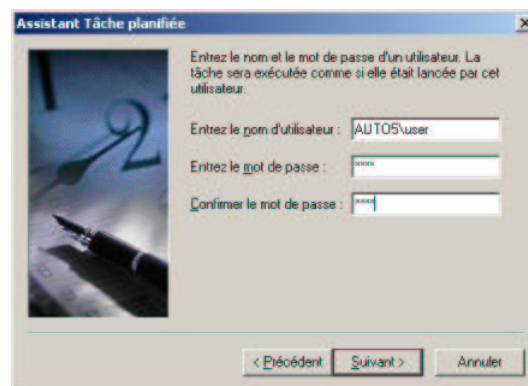 Assistant Tâche planifiée
Entrez le nom et le mot de passe d'un utilisateur. La
tâche sera exécutée comme si elle était lancée par cet
utilisateur.
Entrez le nom d'utilisateur : AUTO5\user
Entrez le mot de passe : ****
Confirmer le mot de passe : ****
< Précédent Suivant > Annuler